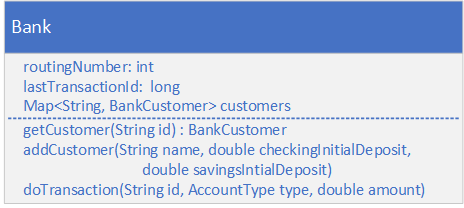 Bank
routingNumber: int
lastTransactionId:  long
Map<String, BankCustomer> customers
getCustomer(String id) : BankCustomer
addCustomer(String name, double checkingInitialDeposit,
double savingsIntialDeposit)
doTransaction(String id, AccountType type, double amount)